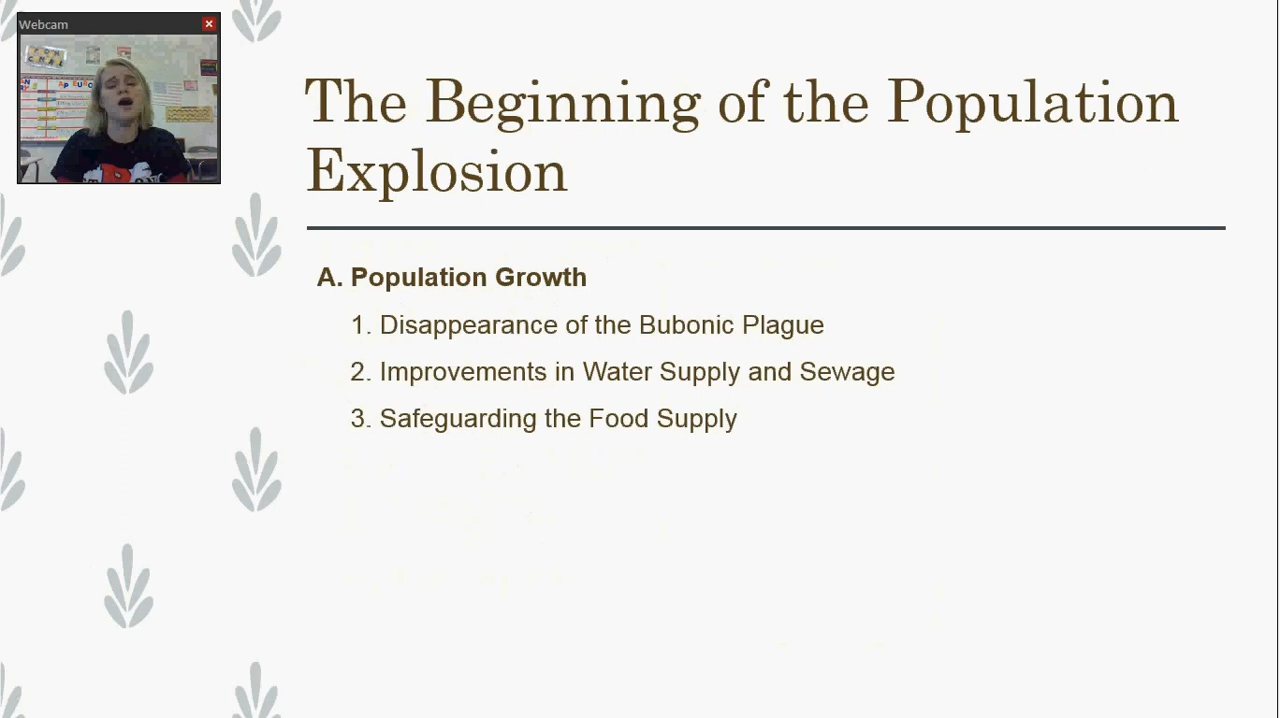 Webcam
The Beginning of the Population
Explosion
A. Population Growth
1. Disappearance of the Bubonic Plague
2. Improvements in Water Supply and Sewage
3. Safeguarding the Food Supply